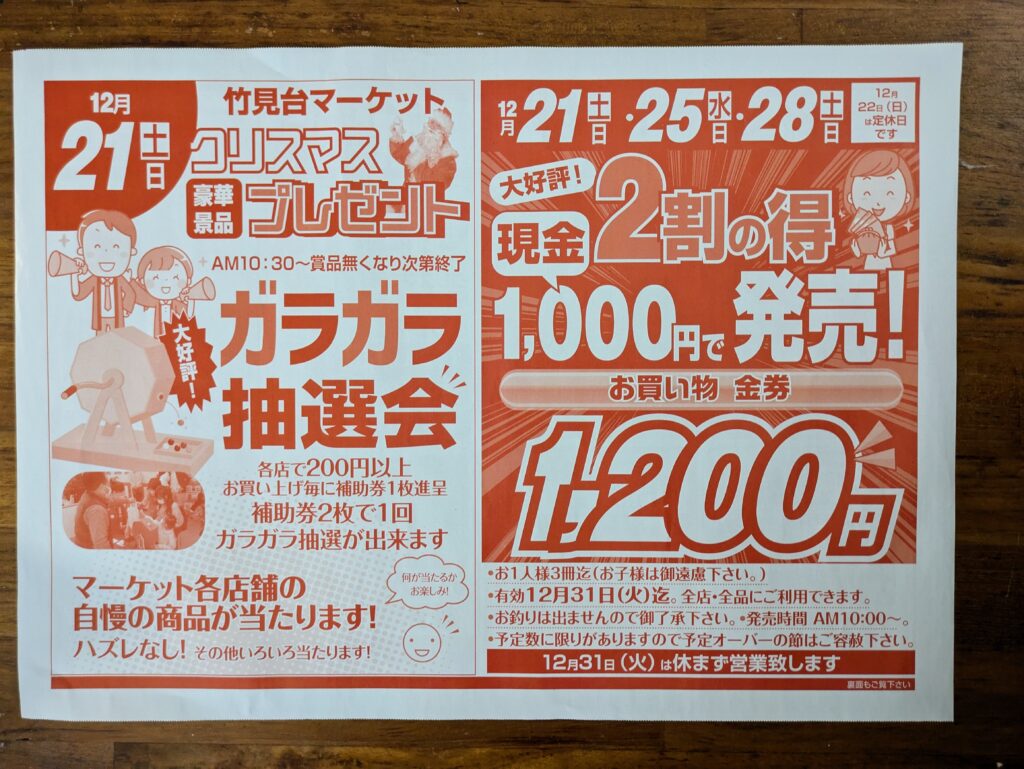 12月
21土日
竹見台マーケット
クリスマス
豪華景品
プレゼント
AM10:30〜賞品無くなり次第終了
大好評!
ガラガラ
抽選会
各店で200円以上
お買い上げ毎に補助券1枚進呈
補助券2枚で1回
ガラガラ抽選が出来ます
マーケット各店舗の
自慢の商品が当たります!
ハズレなし! その他いろいろ当たります!
何が当たるか
お楽しみ!
12月21土日・25水日・28土日
12月
22日(日)
は定休日
です
大好評!
現金2割の得
1,000円で発売!
お買い物 金券
1,200円
•お1人様3冊迄(お子様は御遠慮下さい。)
•有効12月31日(火)迄。全店・全品にご利用できます。
•お釣りは出ませんので御了承下さい。•発売時間 AM10:00〜。
•予定数に限りがありますので予定オーバーの節はご容赦下さい。
12月31日(火)は休まず営業致します
裏面もご覧下さい